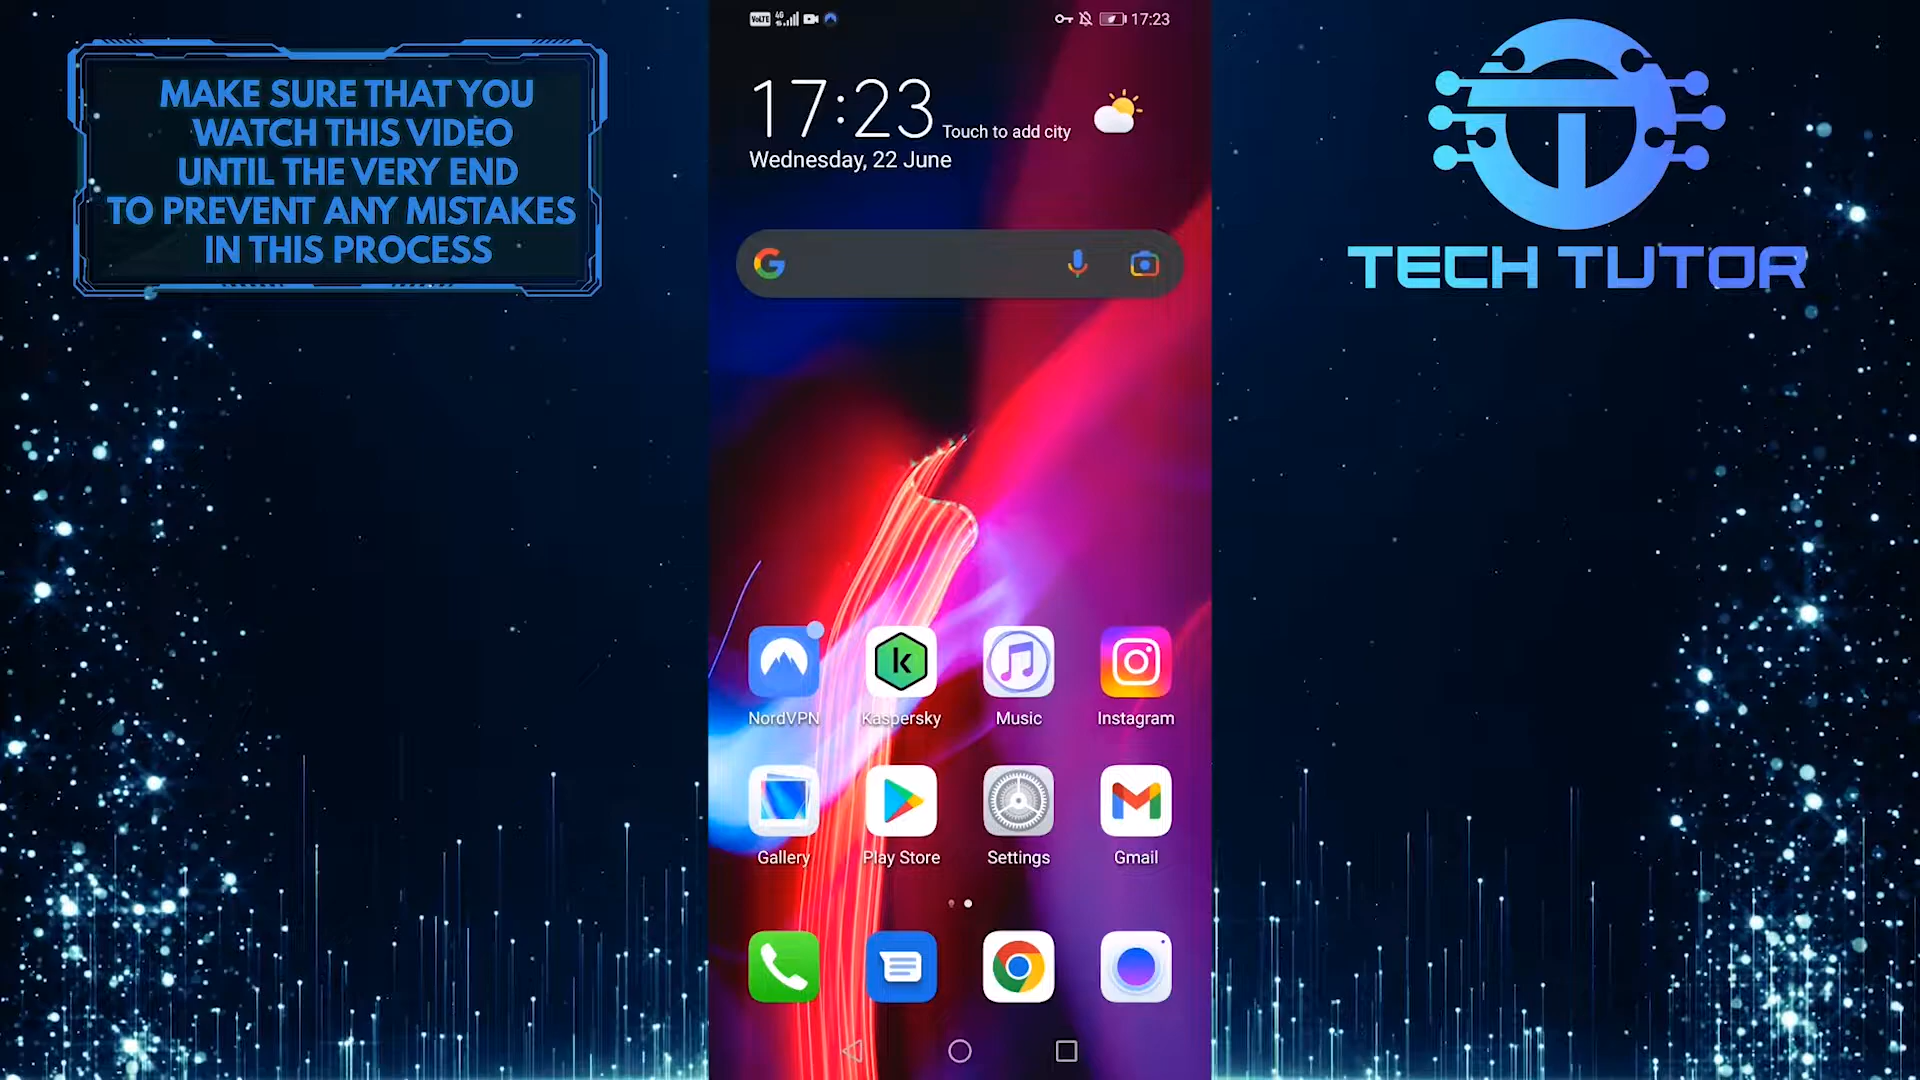 MAKE SURE THAT YOU
WATCH THIS VIDEO
UNTIL THE VERY END
TO PREVENT ANY MISTAKES
IN THIS PROCESS
VoLTE 4G 17:23
17:23 Touch to add city
Wednesday, 22 June
TECH TUTOR
NordVPN Kaspersky Music Instagram
Gallery Play Store Settings Gmail